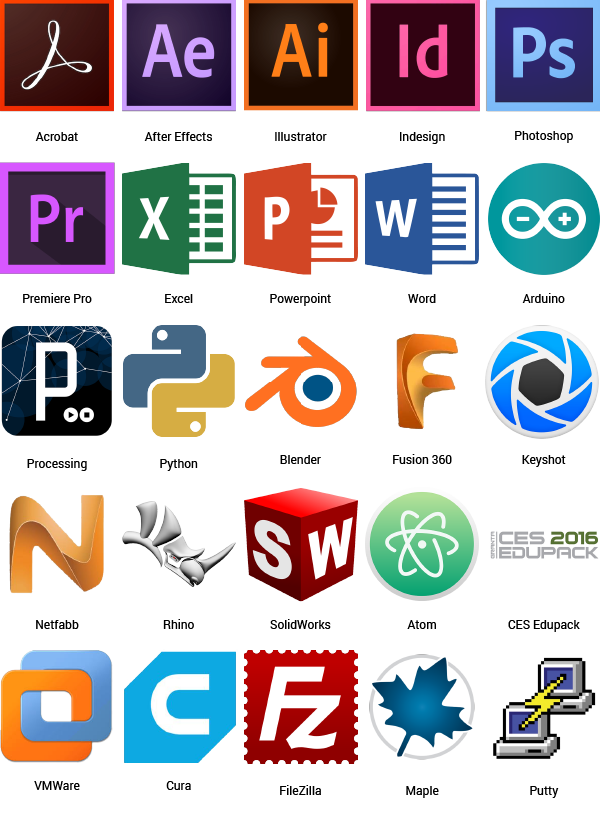 Ae Ai Id Ps
Acrobat After Effects Illustrator Indesign Photoshop
Pr X P W
Premiere Pro Excel Powerpoint Word Arduino
P F
Processing Python Blender Fusion 360 Keyshot
N S W CES 2016
GRANTA EDUPACK
Netfabb Rhino SolidWorks Atom CES Edupack
C FZ
VMWare Cura FileZilla Maple Putty